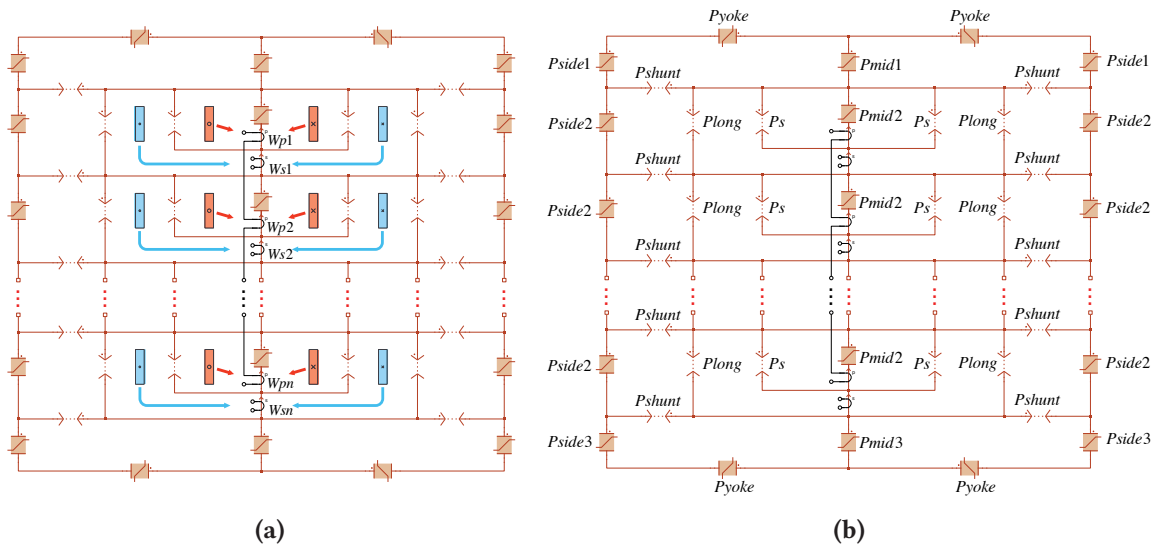 Wp1
Ws1
Wp2
Ws2
Wpn
Wsn
(a)
Pyoke Pyoke
Pside1 Pmid1 Pside1
Pshunt Pshunt
Pside2 Plong Ps Pmid2 Ps Plong Pside2
Pshunt Pshunt
Pside2 Plong Ps Pmid2 Ps Plong Pside2
Pshunt Pshunt
Pshunt Pshunt
Pside2 Plong Ps Pmid2 Ps Plong Pside2
Pshunt Pshunt
Pside3 Pmid3 Pside3
Pyoke Pyoke
(b)